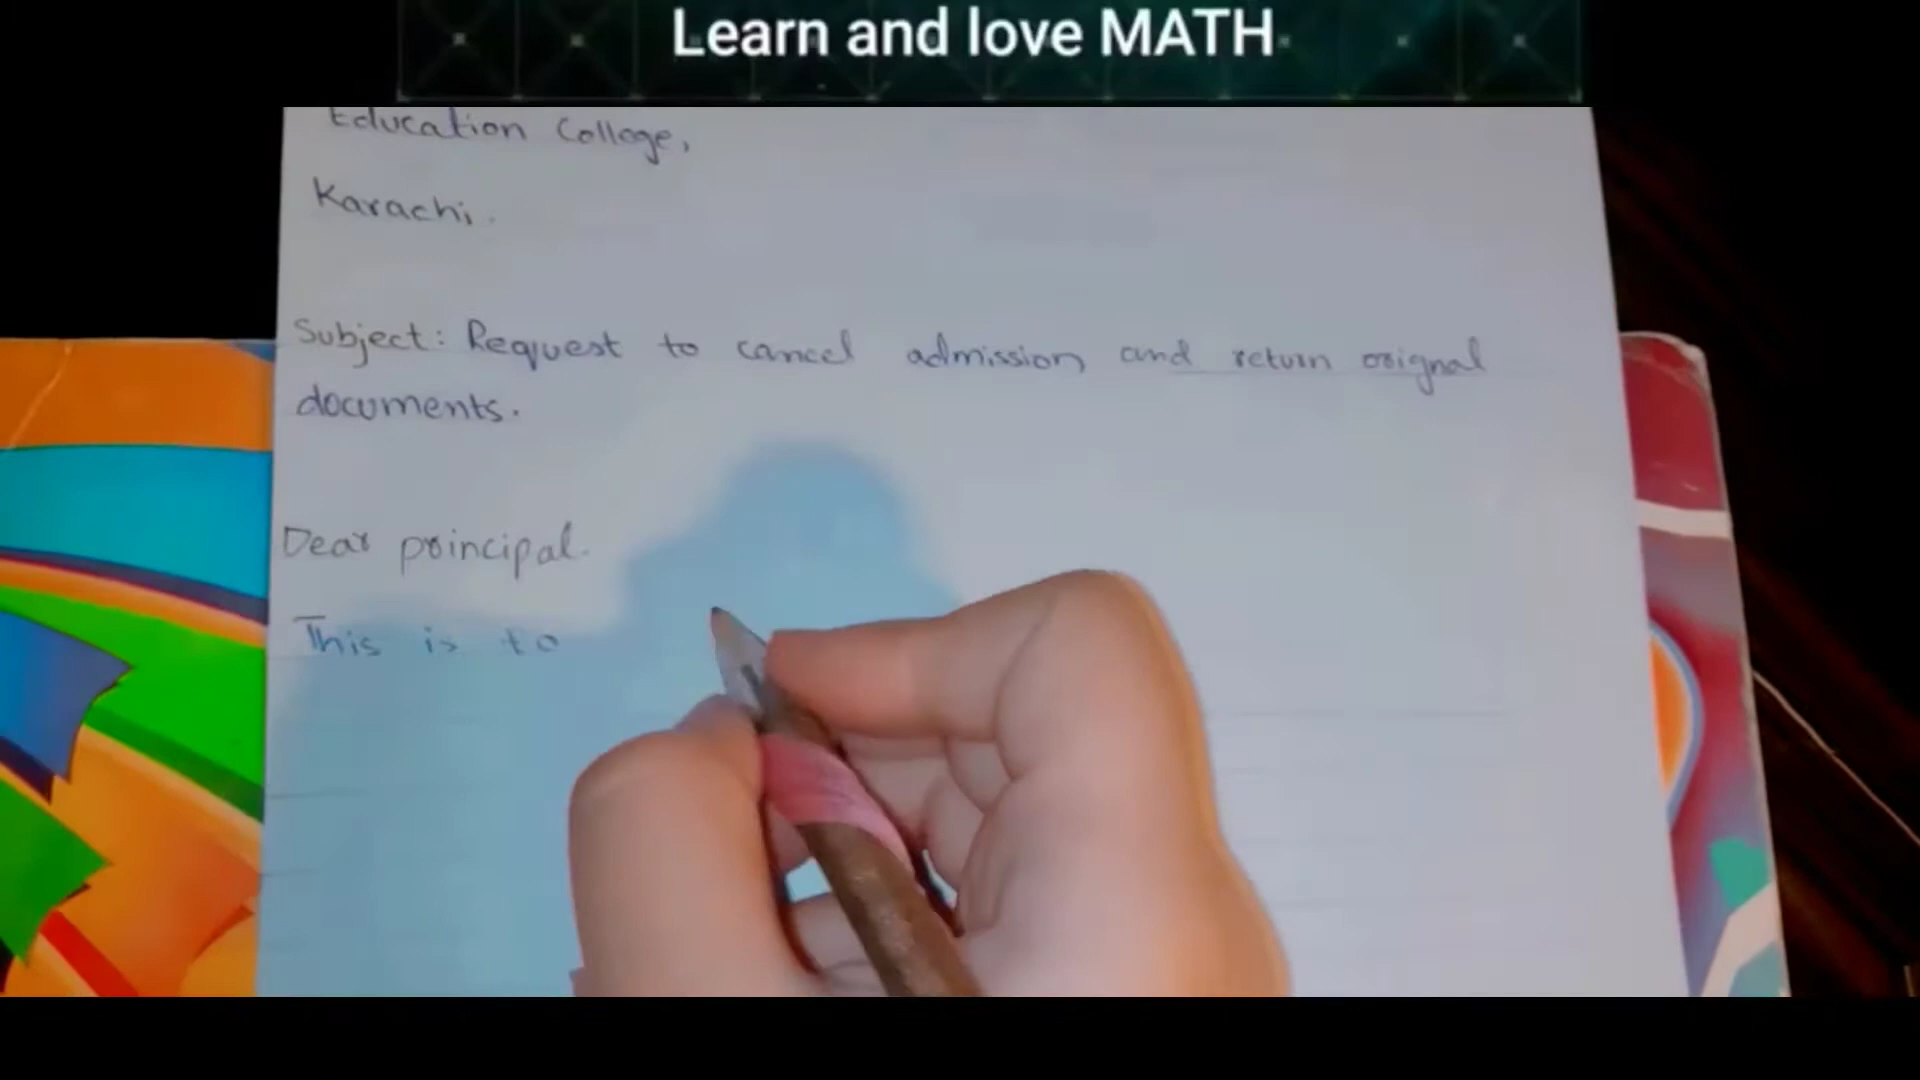 Learn and love MATH
Education College,
Karachi.
Subject: Request to cancel admission and return orignal
documents.
Dear principal.
This is to